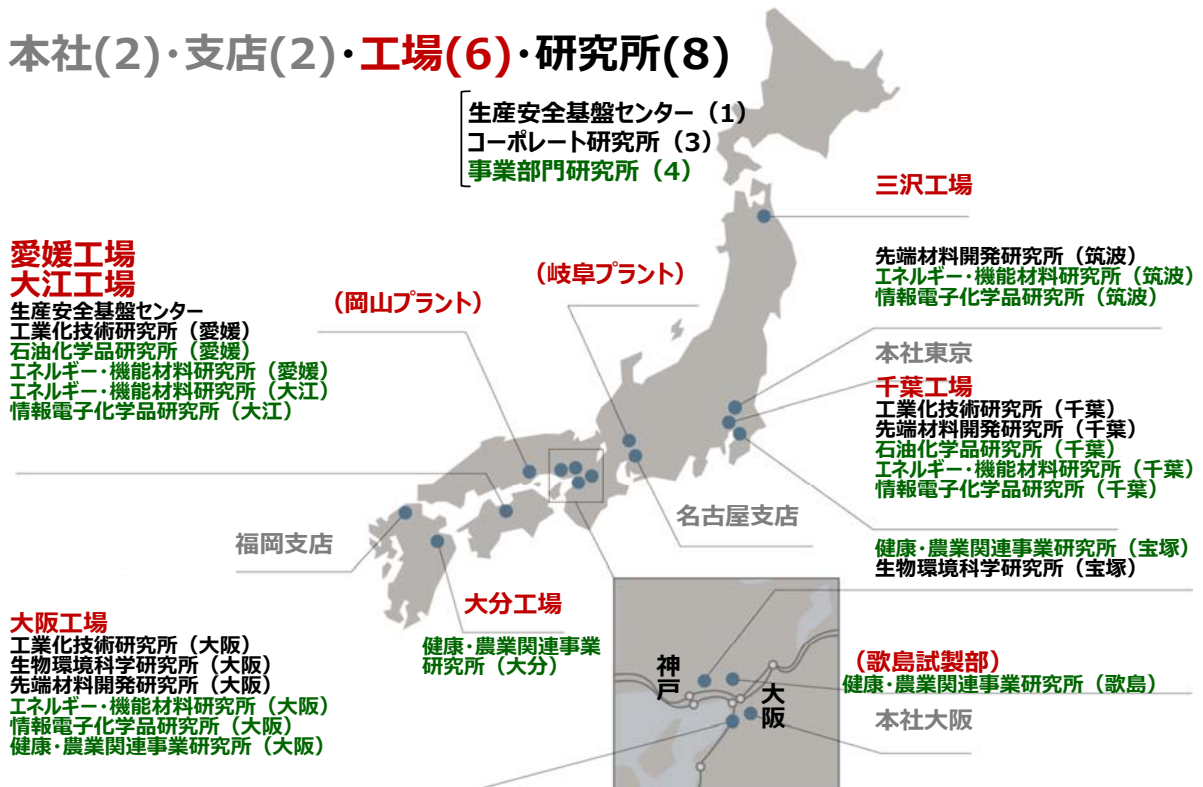 本社(2)・支店(2)・工場(6)・研究所(8)
生産安全基盤センター（1）
コーポレート研究所（3）
事業部門研究所（4）
三沢工場
愛媛工場
大江工場
生産安全基盤センター
工業化技術研究所（愛媛）
石油化学品研究所（愛媛）
エネルギー・機能材料研究所（愛媛）
エネルギー・機能材料研究所（大江）
情報電子化学品研究所（大江）
（岡山プラント）
（岐阜プラント）
先端材料開発研究所（筑波）
エネルギー・機能材料研究所（筑波）
情報電子化学品研究所（筑波）
本社東京
千葉工場
工業化技術研究所（千葉）
先端材料開発研究所（千葉）
石油化学品研究所（千葉）
エネルギー・機能材料研究所（千葉）
情報電子化学品研究所（千葉）
名古屋支店
福岡支店
健康・農業関連事業研究所（宝塚）
生物環境科学研究所（宝塚）
大阪工場
工業化技術研究所（大阪）
生物環境科学研究所（大阪）
先端材料開発研究所（大阪）
エネルギー・機能材料研究所（大阪）
情報電子化学品研究所（大阪）
健康・農業関連事業研究所（大阪）
大分工場
健康・農業関連事業
研究所（大分）
神戸
大阪
（歌島試製部）
健康・農業関連事業研究所（歌島）
本社大阪